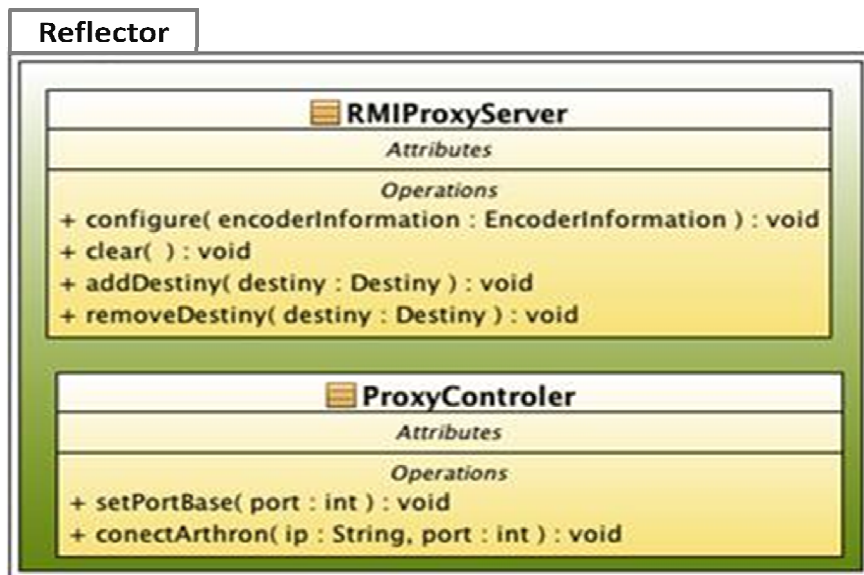 Reflector
RMIProxyServer
Attributes
Operations
+ configure( encoderInformation : EncoderInformation ) : void
+ clear( ) : void
+ addDestiny( destiny : Destiny ) : void
+ removeDestiny( destiny : Destiny ) : void
ProxyControler
Attributes
Operations
+ setPortBase( port : int ) : void
+ conectArthron( ip : String, port : int ) : void